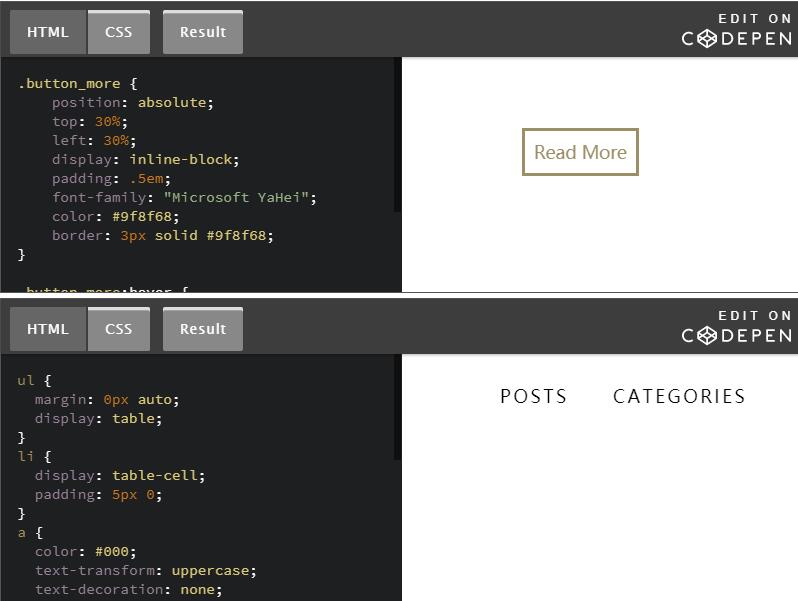 HTML CSS Result
EDIT ON
CODEPEN
.button_more {
position: absolute;
top: 30%;
left: 30%;
display: inline-block;
padding: .5em;
font-family: "Microsoft YaHei";
color: #9f8f68;
border: 3px solid #9f8f68;
}
.button_more:hover {
Read More
HTML CSS Result
EDIT ON
CODEPEN
ul {
margin: 0px auto;
display: table;
}
li {
display: table-cell;
padding: 5px 0;
}
a {
color: #000;
text-transform: uppercase;
text-decoration: none;
POSTS CATEGORIES